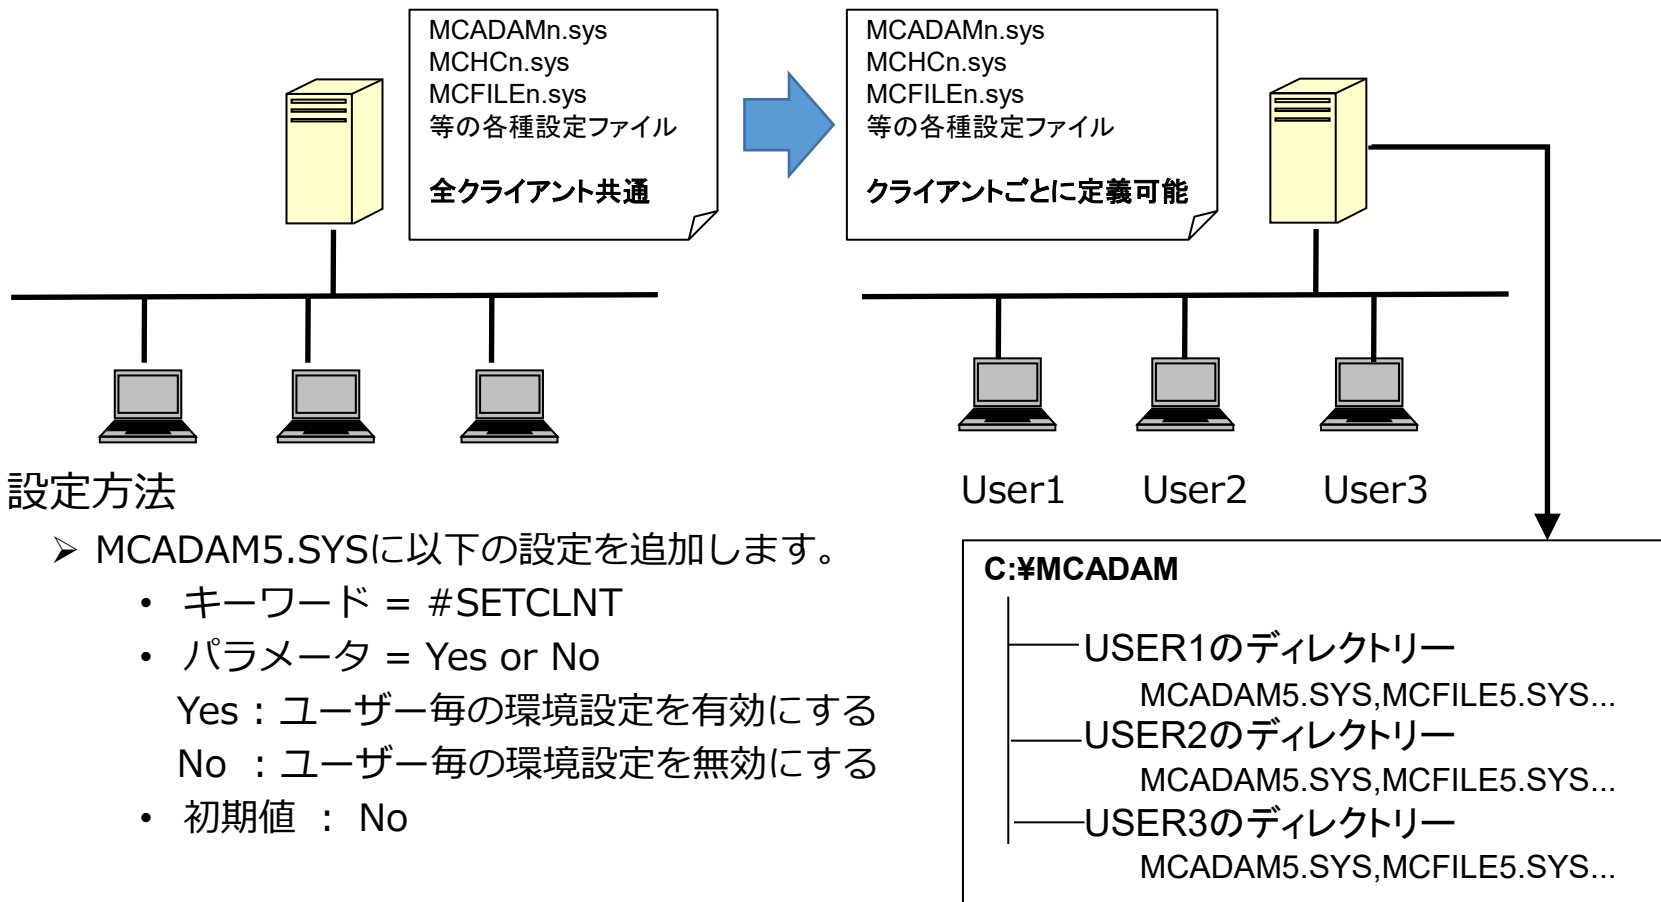 MCADAMn.sys
MCHCn.sys
MCFILEn.sys
等の各種設定ファイル
全クライアント共通
MCADAMn.sys
MCHCn.sys
MCFILEn.sys
等の各種設定ファイル
クライアントごとに定義可能
User1 User2 User3
設定方法
➢ MCADAM5.SYSに以下の設定を追加します。
• キーワード = #SETCLNT
• パラメータ = Yes or No
Yes : ユーザー毎の環境設定を有効にする
No : ユーザー毎の環境設定を無効にする
• 初期値 : No
C:¥MCADAM
USER1のディレクトリー
MCADAM5.SYS,MCFILE5.SYS...
USER2のディレクトリー
MCADAM5.SYS,MCFILE5.SYS...
USER3のディレクトリー
MCADAM5.SYS,MCFILE5.SYS...